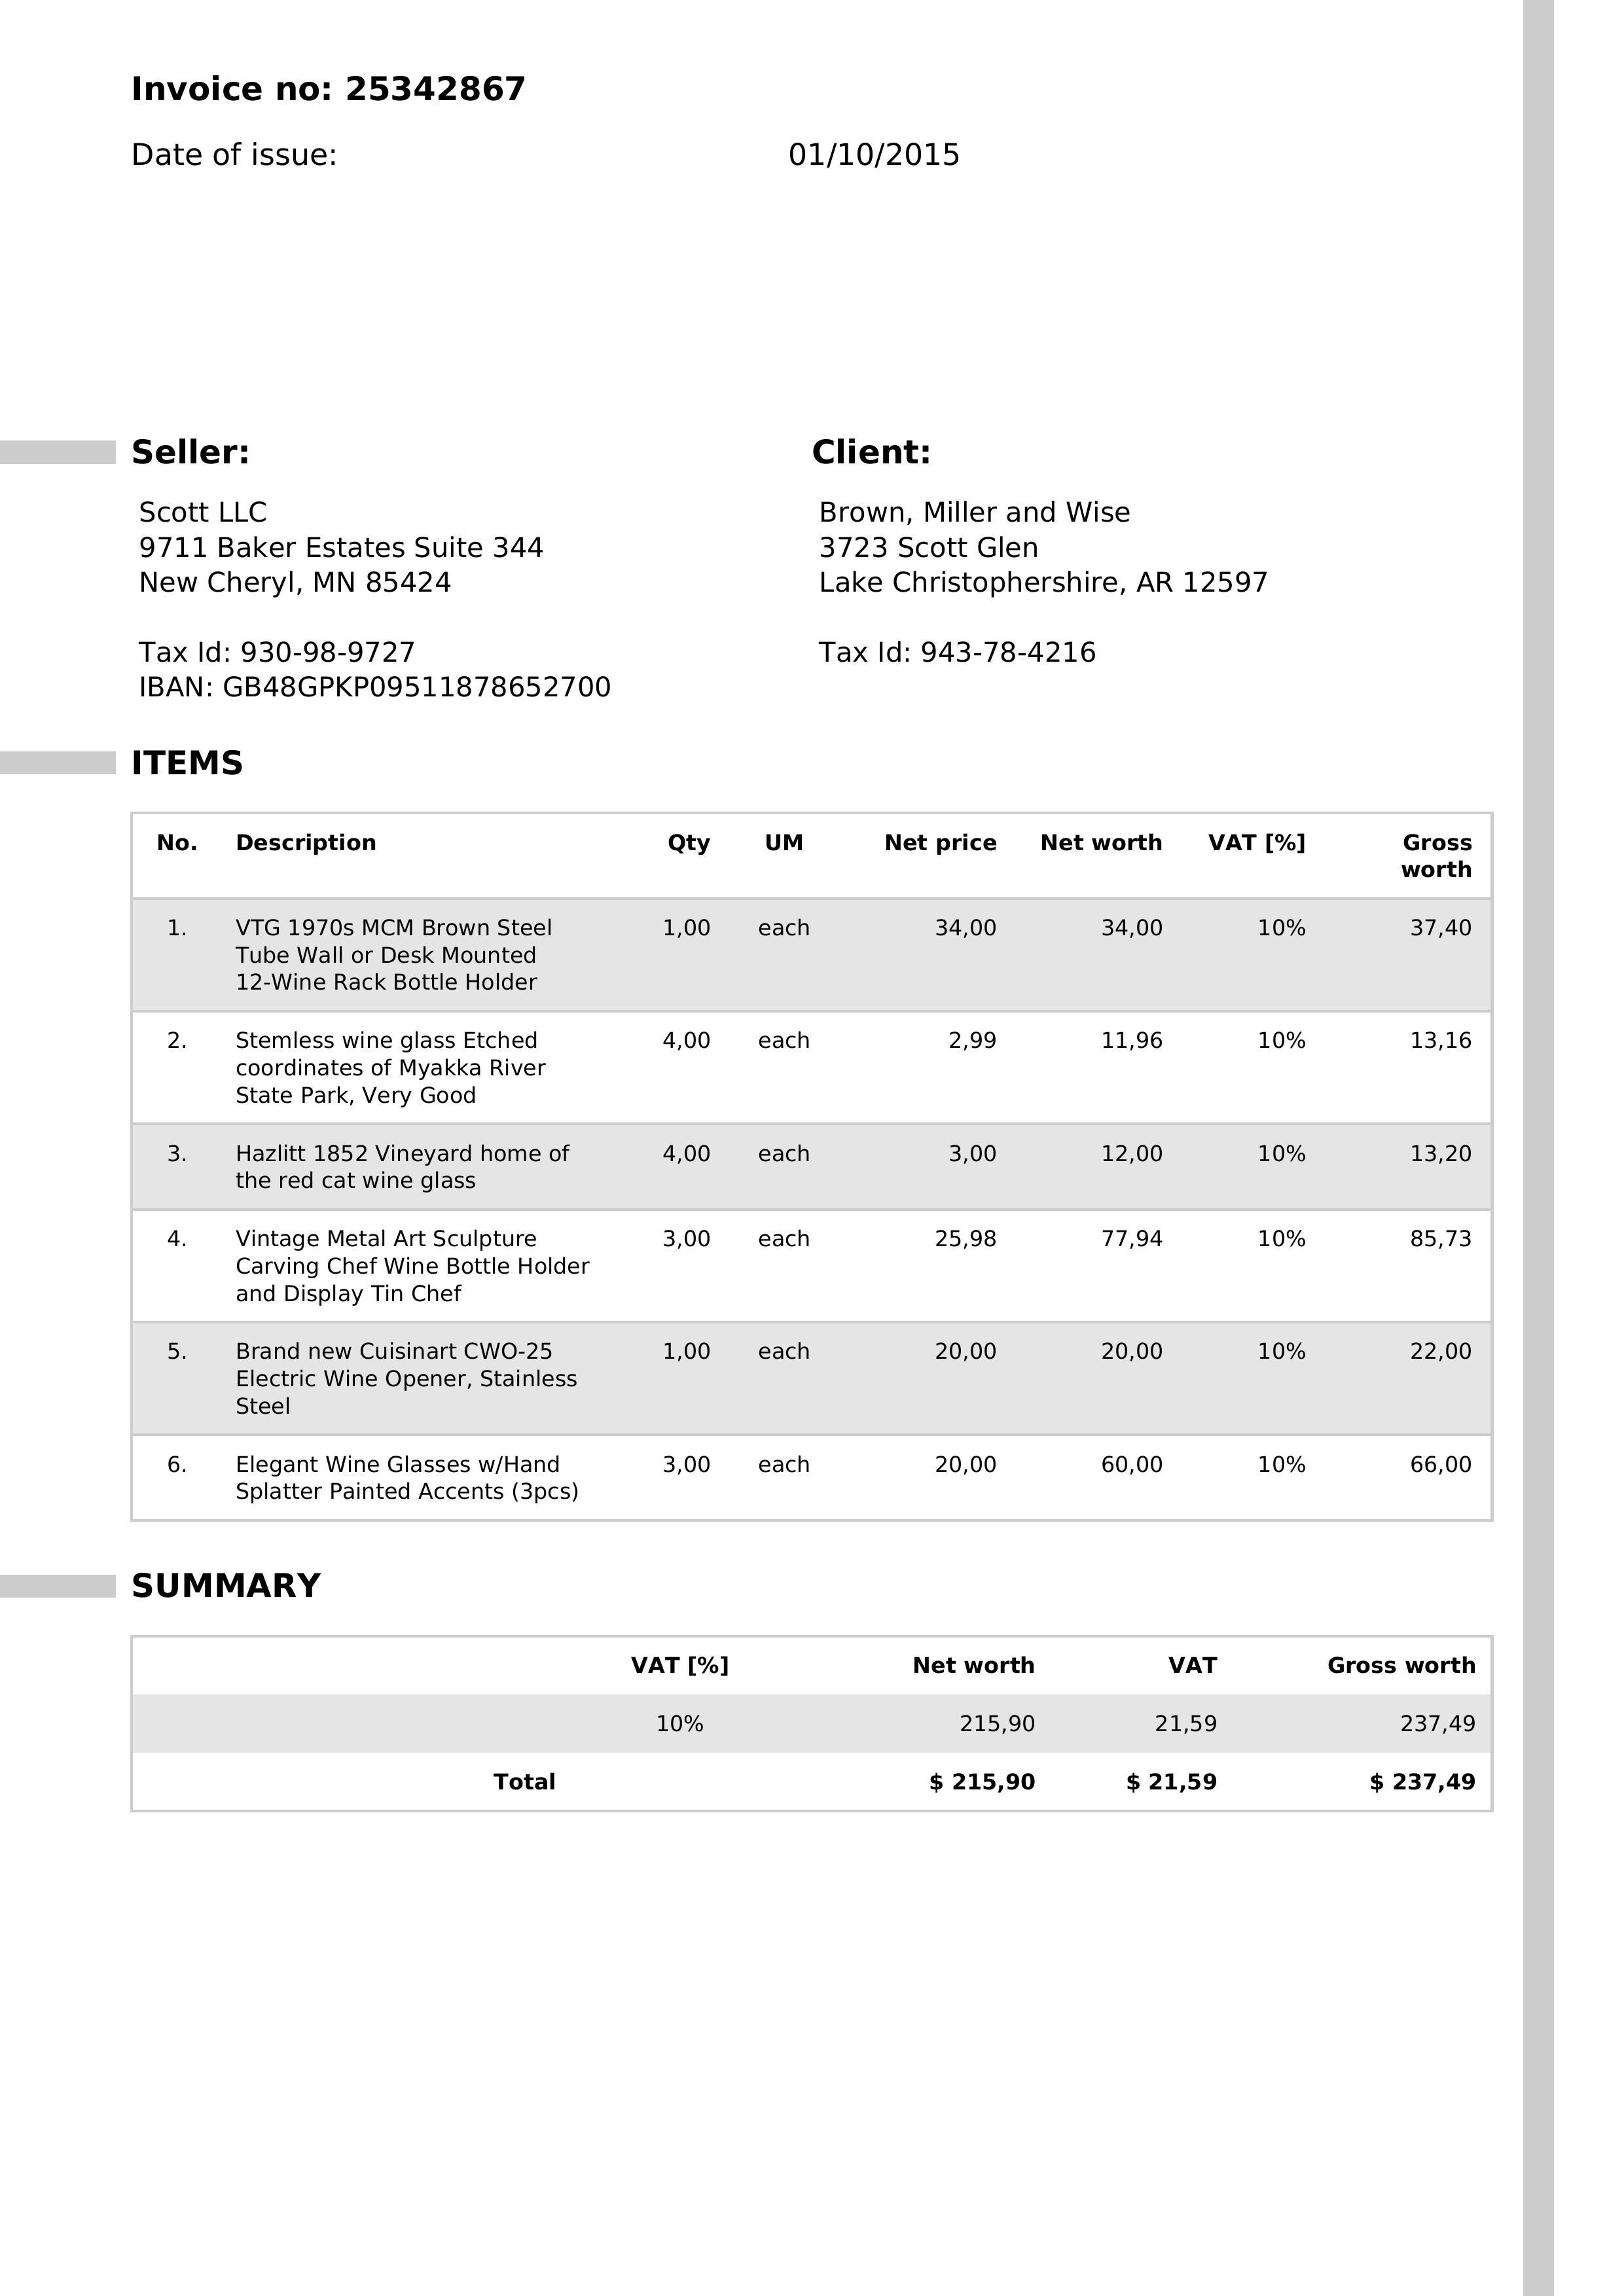 Invoice no: 25342867
Date of issue: 01/10/2015
Seller:
Scott LLC
9711 Baker Estates Suite 344
New Cheryl, MN 85424
Tax Id: 930-98-9727
IBAN: GB48GPKP09511878652700
Client:
Brown, Miller and Wise
3723 Scott Glen
Lake Christophershire, AR 12597
Tax Id: 943-78-4216
ITEMS
No. Description Qty UM Net price Net worth VAT [%] Gross
worth
1. VTG 1970s MCM Brown Steel 1,00 each 34,00 34,00 10% 37,40
Tube Wall or Desk Mounted
12-Wine Rack Bottle Holder
2. Stemless wine glass Etched 4,00 each 2,99 11,96 10% 13,16
coordinates of Myakka River
State Park, Very Good
3. Hazlitt 1852 Vineyard home of 4,00 each 3,00 12,00 10% 13,20
the red cat wine glass
4. Vintage Metal Art Sculpture 3,00 each 25,98 77,94 10% 85,73
Carving Chef Wine Bottle Holder
and Display Tin Chef
5. Brand new Cuisinart CWO-25 1,00 each 20,00 20,00 10% 22,00
Electric Wine Opener, Stainless
Steel
6. Elegant Wine Glasses w/Hand 3,00 each 20,00 60,00 10% 66,00
Splatter Painted Accents (3pcs)
SUMMARY
VAT [%] Net worth VAT Gross worth
10% 215,90 21,59 237,49
Total $ 215,90 $ 21,59 $ 237,49